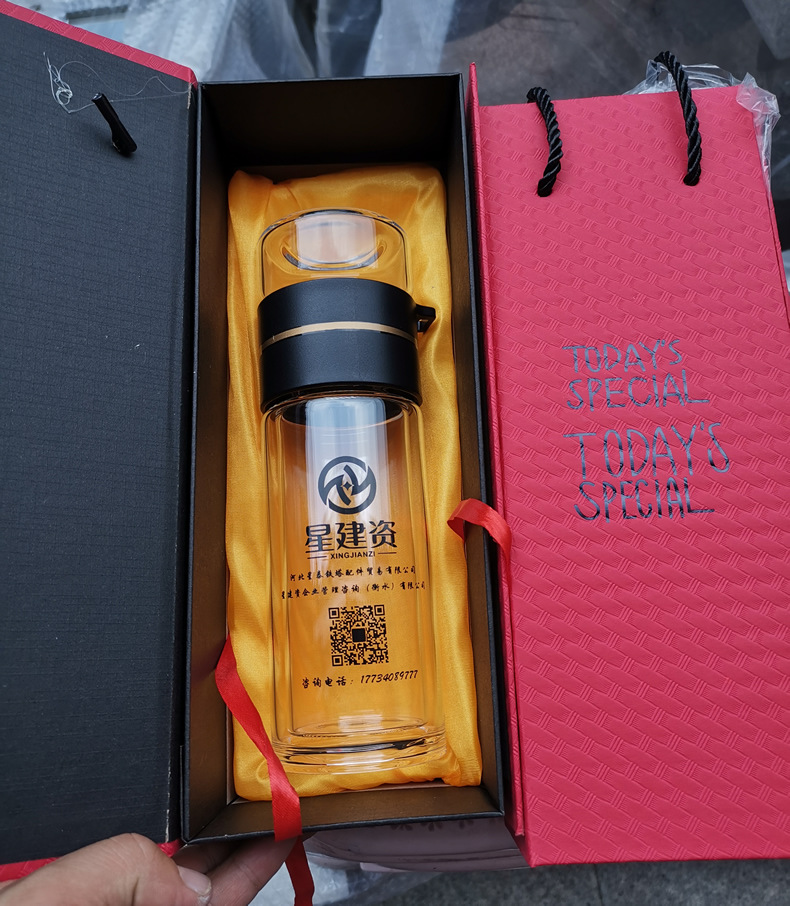 星建资
XINGJIANZI
河北星泰铁塔配件贸易有限公司
星建资企业管理咨询（衡水）有限公司
咨询电话：17734089777
TODAY'S
SPECIAL
TODAY'S
SPECIAL